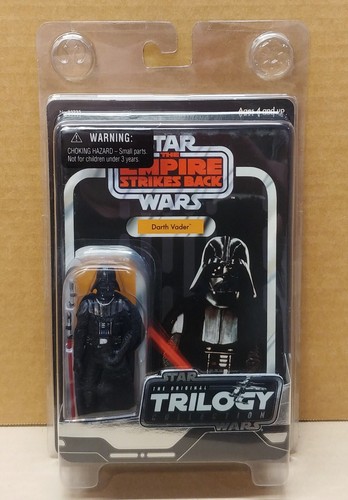 Ages 4 and up
WARNING:
CHOKING HAZARD – Small parts.
Not for children under 3 years.
STAR
THE
EMPIRE
STRIKES BACK
WARS
Darth Vader™
STAR
THE ORIGINAL
TRILOGY
COLLECTION
WARS